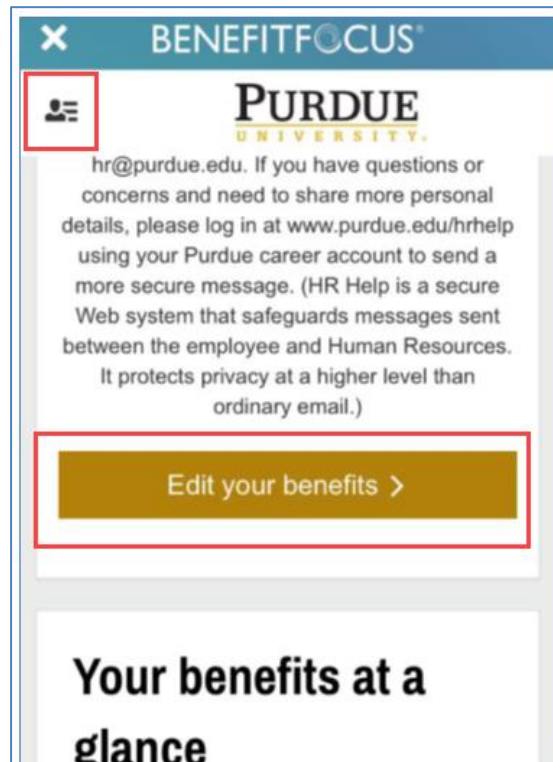 BENEFITFOCUS®
PURDUE
UNIVERSITY.
hr@purdue.edu. If you have questions or
concerns and need to share more personal
details, please log in at www.purdue.edu/hrhelp
using your Purdue career account to send a
more secure message. (HR Help is a secure
Web system that safeguards messages sent
between the employee and Human Resources.
It protects privacy at a higher level than
ordinary email.)
Edit your benefits >
Your benefits at a
glance